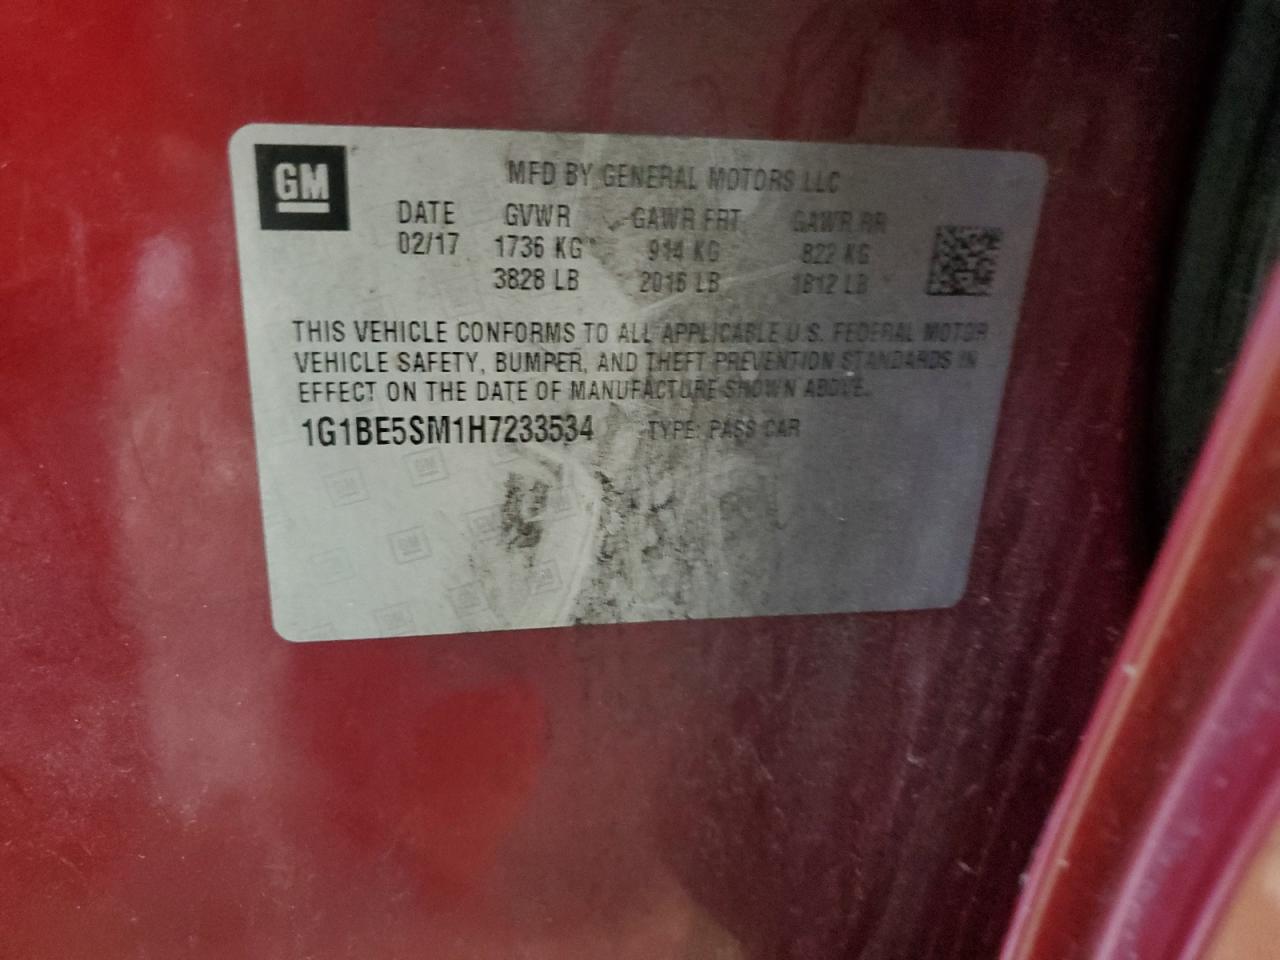 GM
MFD BY GENERAL MOTORS LLC
DATE GVWR GAWR FRT GAWR RR
02/17 1736 KG 914 KG 822 KG
3828 LB 2016 LB 1812 LB
THIS VEHICLE CONFORMS TO ALL APPLICABLE U.S. FEDERAL MOTOR
VEHICLE SAFETY, BUMPER, AND THEFT PREVENTION STANDARDS IN
EFFECT ON THE DATE OF MANUFACTURE SHOWN ABOVE.
1G1BE5SM1H7233534 TYPE: PASS CAR